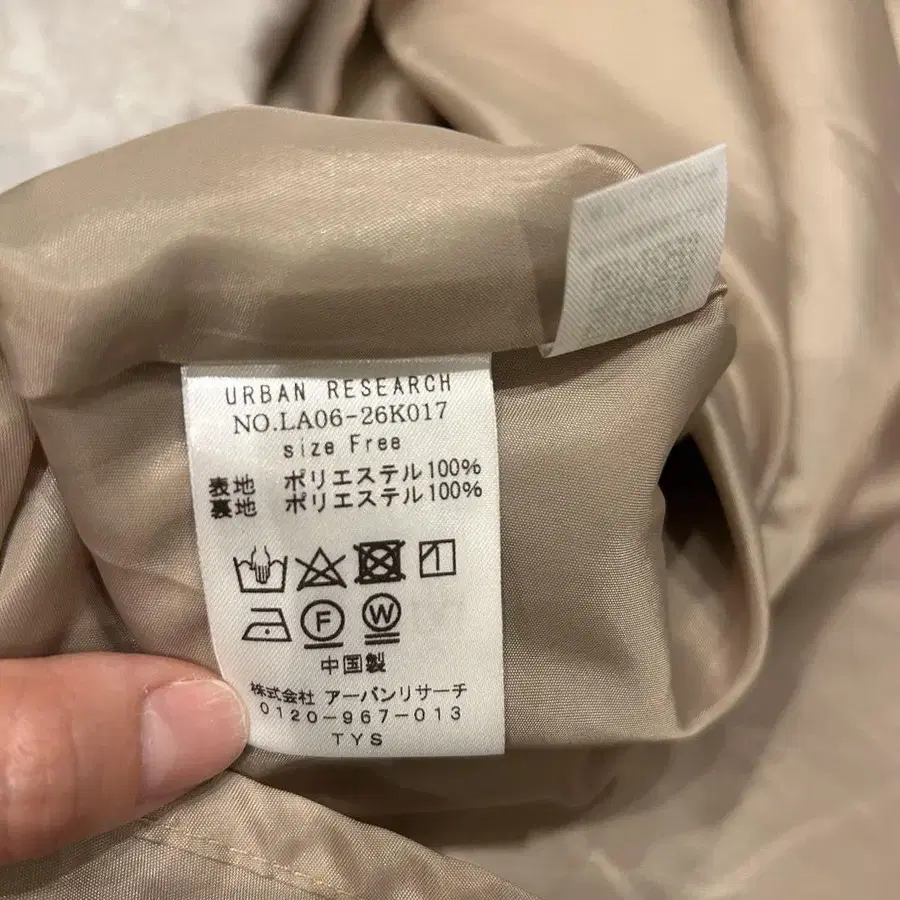 URBAN RESEARCH
NO.LA06-26K017
size Free
表地 ポリエステル100%
裏地 ポリエステル100%
F W
中国製
株式会社 アーバンリサーチ
0120-967-013
TYS